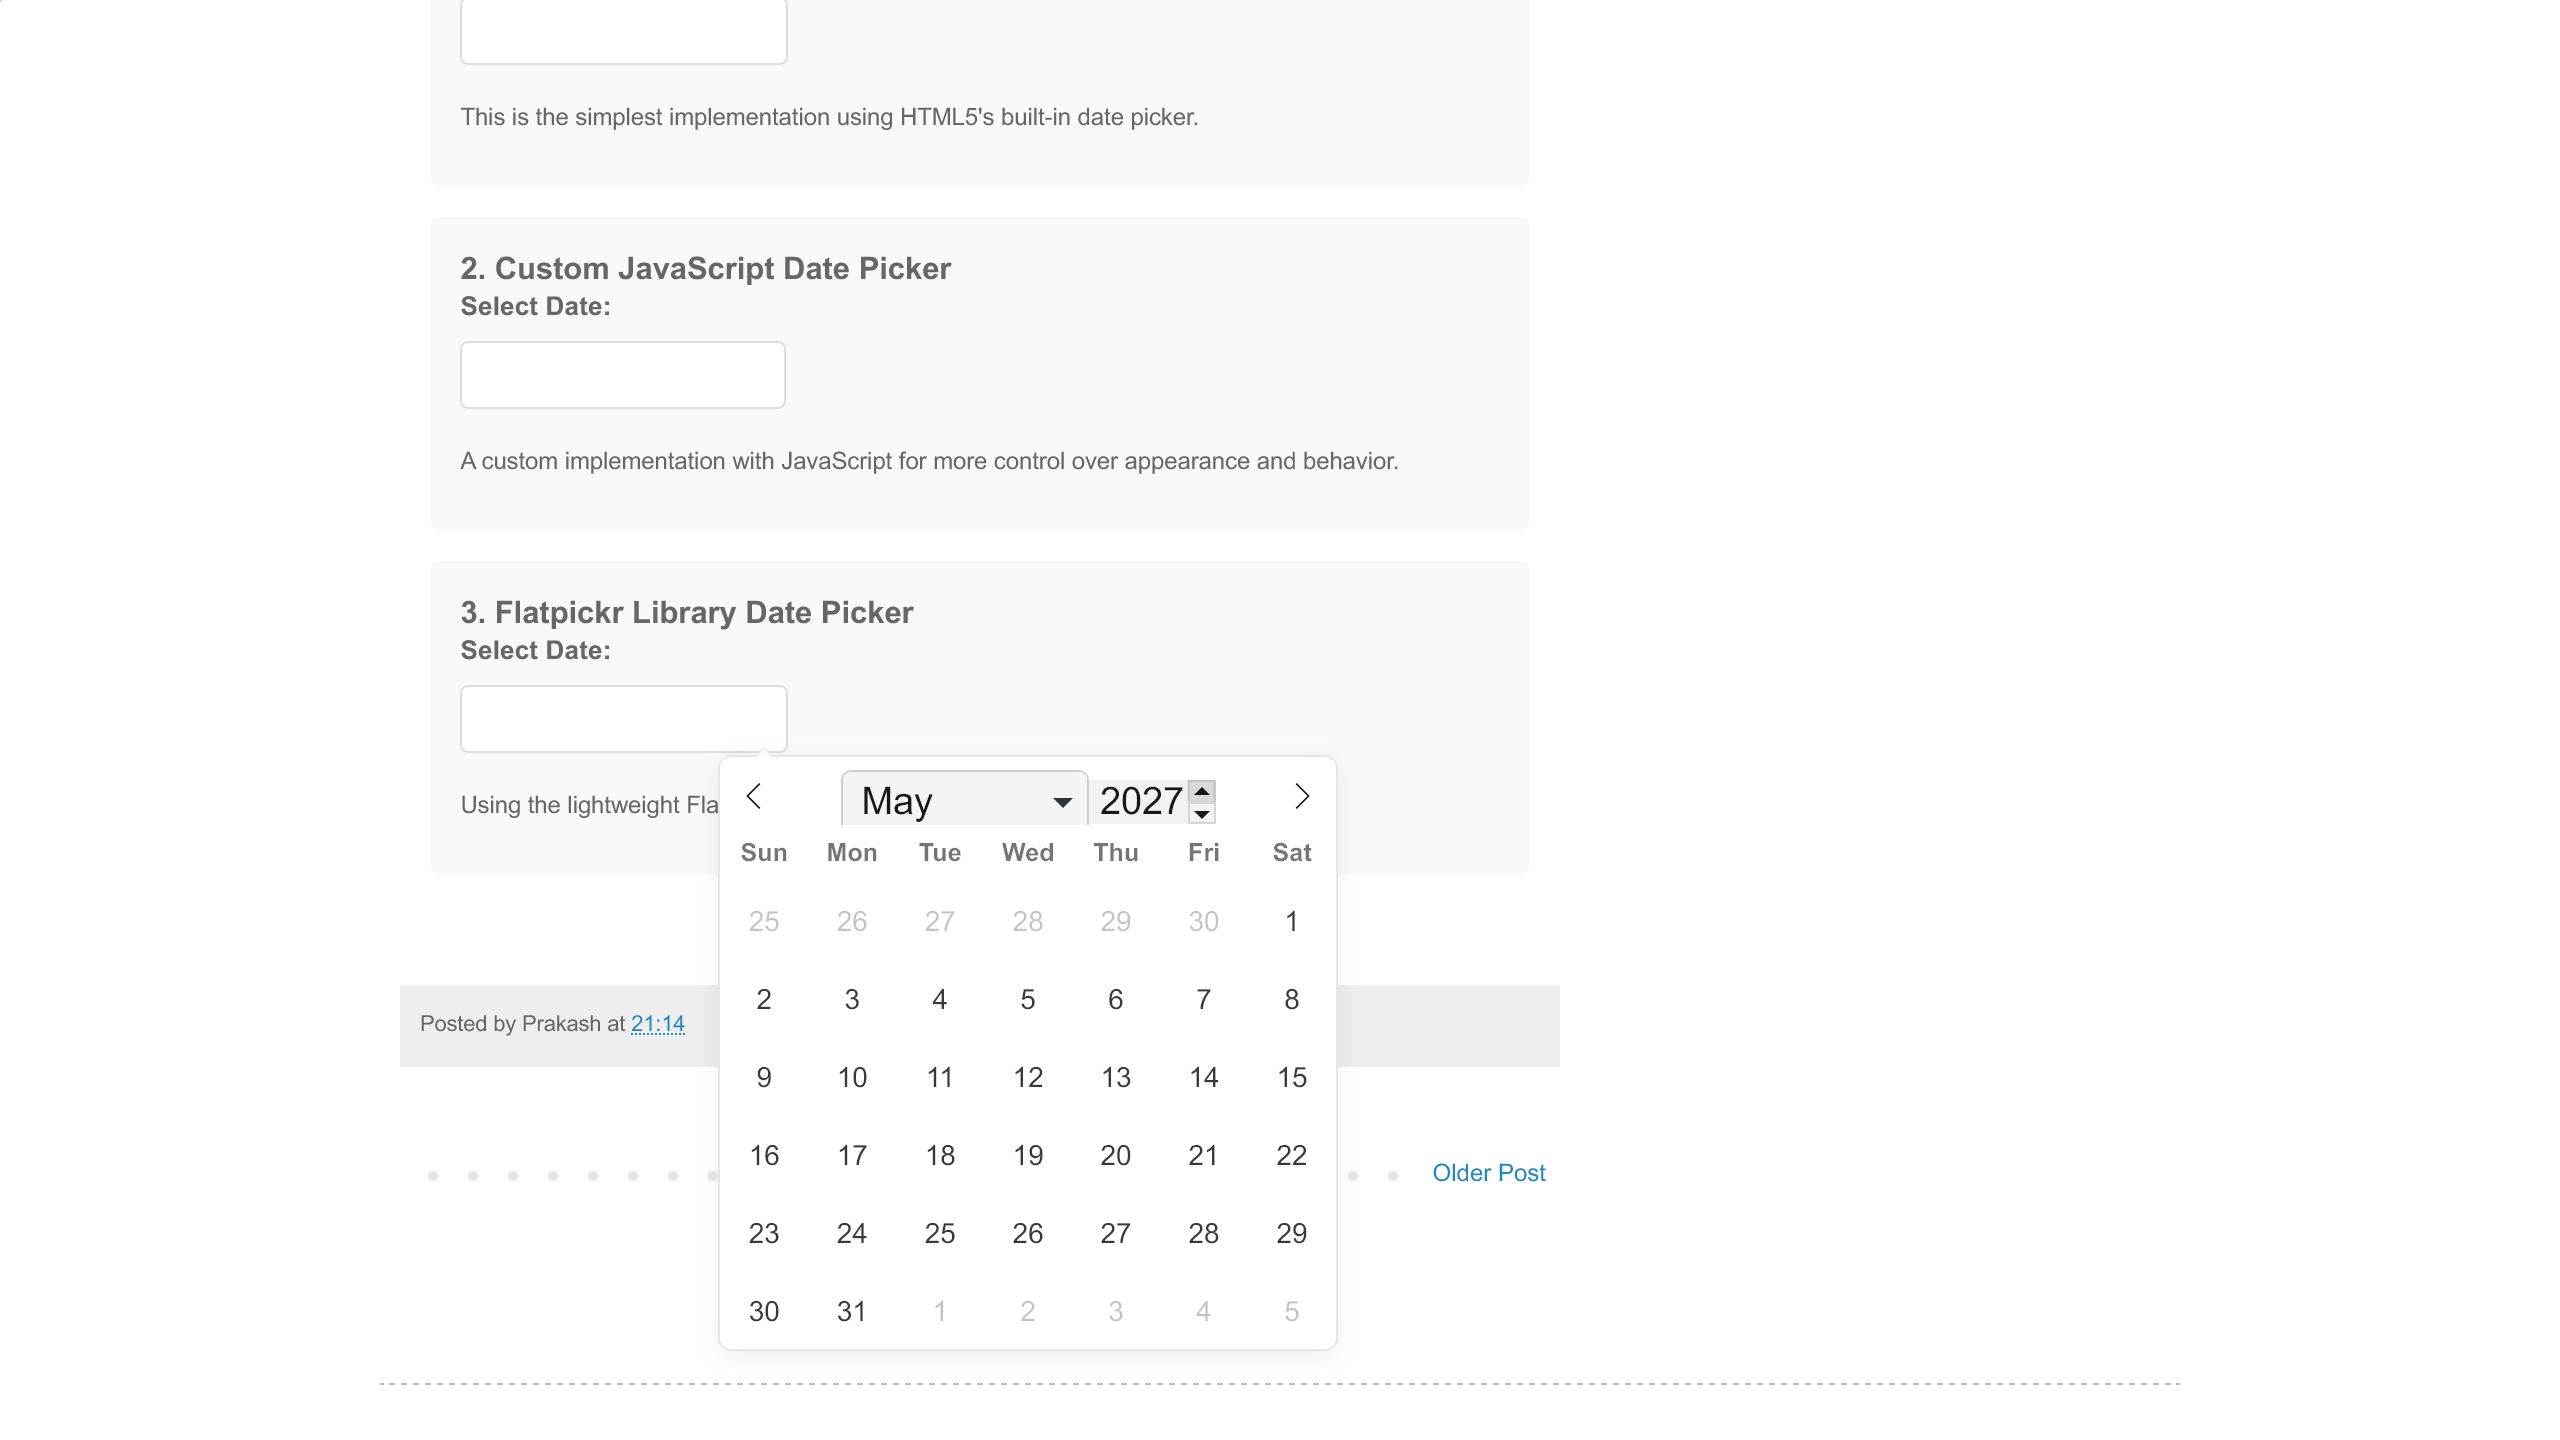 This is the simplest implementation using HTML5's built-in date picker.
2. Custom JavaScript Date Picker
Select Date:
A custom implementation with JavaScript for more control over appearance and behavior.
3. Flatpickr Library Date Picker
Select Date:
Using the lightweight Fla
May 2027
Sun Mon Tue Wed Thu Fri Sat
25 26 27 28 29 30 1
2 3 4 5 6 7 8
9 10 11 12 13 14 15
16 17 18 19 20 21 22
23 24 25 26 27 28 29
30 31 1 2 3 4 5
Posted by Prakash at 21:14
Older Post